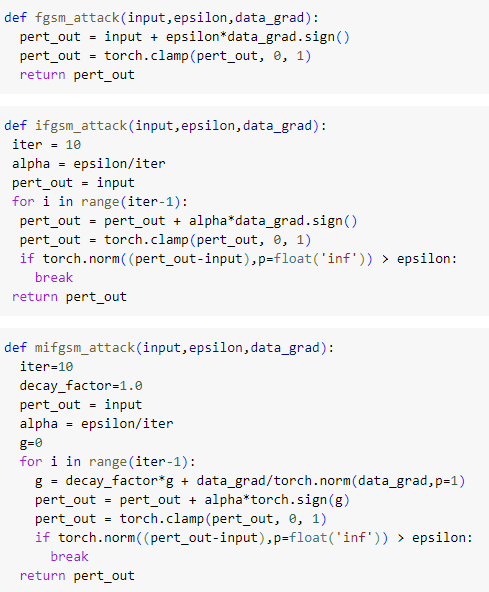 def fgsm_attack(input,epsilon,data_grad):
  pert_out = input + epsilon*data_grad.sign()
  pert_out = torch.clamp(pert_out, 0, 1)
  return pert_out
def ifgsm_attack(input,epsilon,data_grad):
 iter = 10
 alpha = epsilon/iter
 pert_out = input
 for i in range(iter-1):
  pert_out = pert_out + alpha*data_grad.sign()
  pert_out = torch.clamp(pert_out, 0, 1)
  if torch.norm((pert_out-input),p=float('inf')) > epsilon:
    break
 return pert_out
def mifgsm_attack(input,epsilon,data_grad):
  iter=10
  decay_factor=1.0
  pert_out = input
  alpha = epsilon/iter
  g=0
  for i in range(iter-1):
    g = decay_factor*g + data_grad/torch.norm(data_grad,p=1)
    pert_out = pert_out + alpha*torch.sign(g)
    pert_out = torch.clamp(pert_out, 0, 1)
    if torch.norm((pert_out-input),p=float('inf')) > epsilon:
      break
  return pert_out